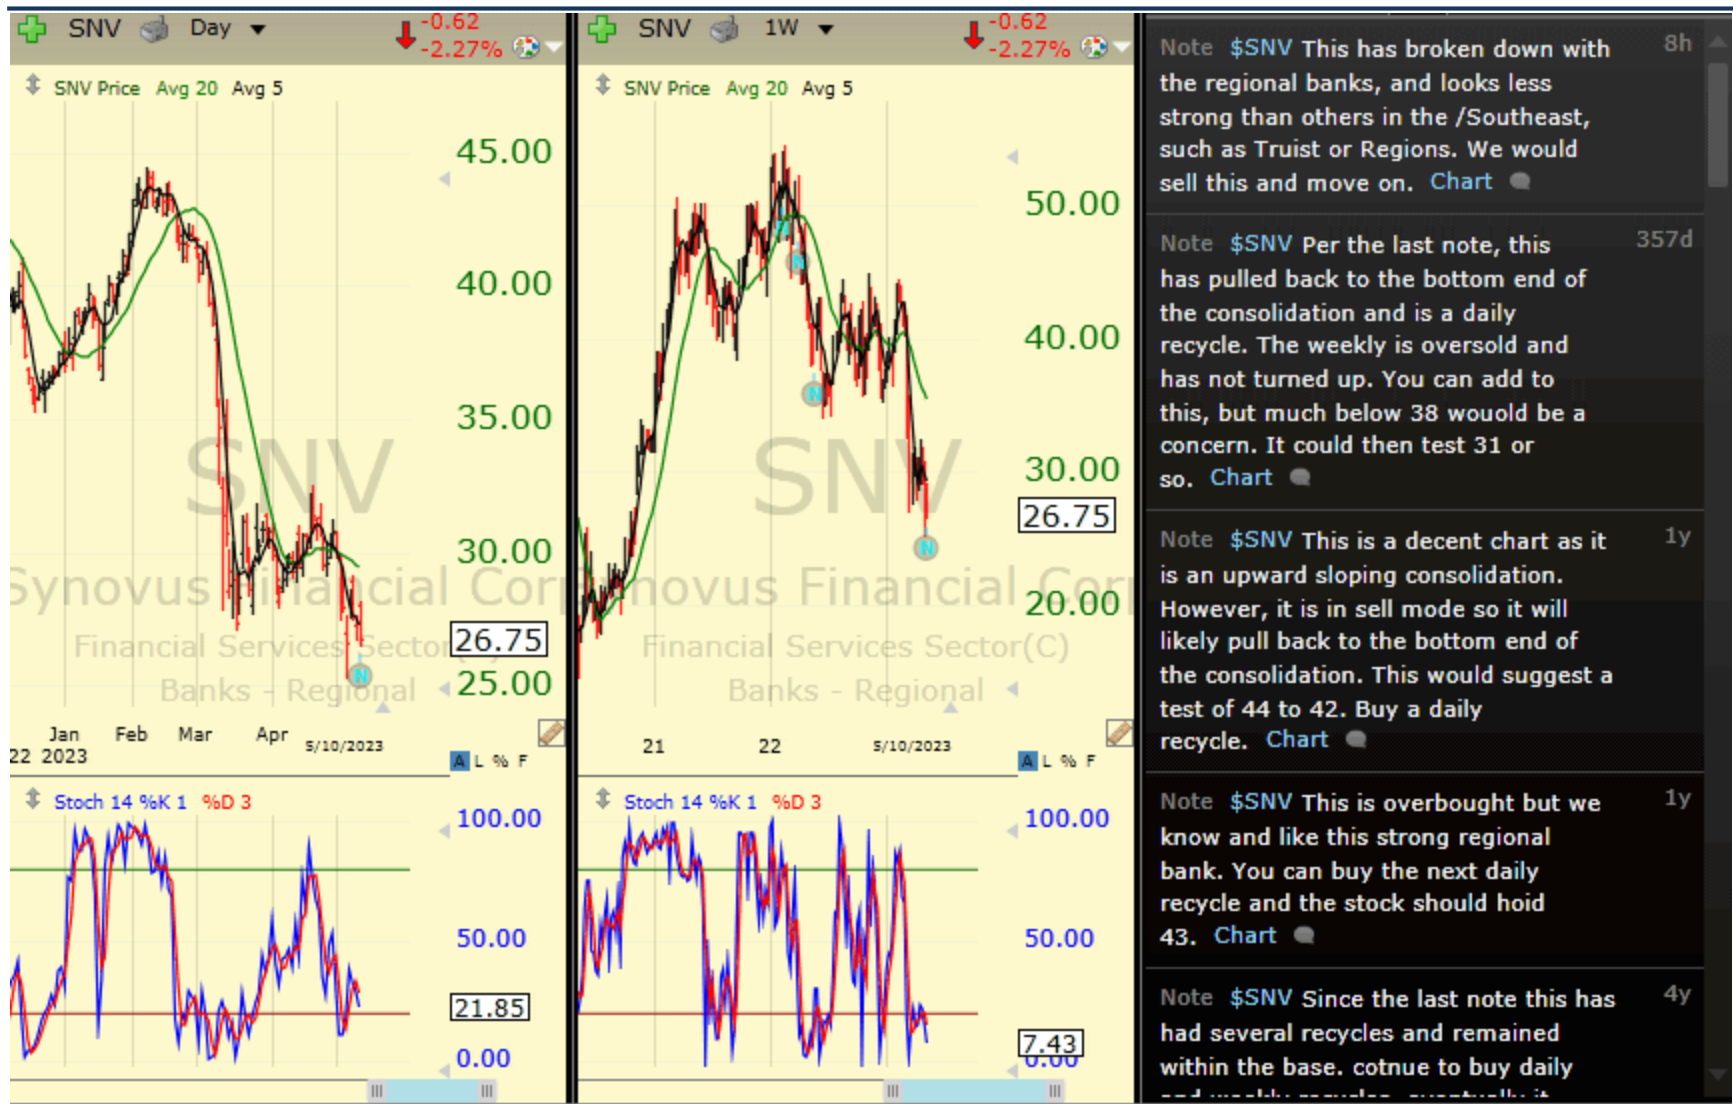 SNV Day -0.62
-2.27%
SNV Price Avg 20 Avg 5
45.00
40.00
35.00
SNV
30.00
Synovus Financial Corp
26.75
Financial Services Sector(C)
Banks - Regional
25.00
Jan Feb Mar Apr 5/10/2023
22 2023
A L % F
Stoch 14 %K 1 %D 3
100.00
50.00
21.85
0.00
SNV 1W -0.62
-2.27%
SNV Price Avg 20 Avg 5
50.00
40.00
SNV
30.00
26.75
N
N
N
N
N
novus Financial Corp
20.00
Financial Services Sector(C)
Banks - Regional
21 22 5/10/2023
A L % F
Stoch 14 %K 1 %D 3
100.00
50.00
7.43
0.00
Note $SNV This has broken down with 8h
the regional banks, and looks less
strong than others in the /Southeast,
such as Truist or Regions. We would
sell this and move on. Chart
Note $SNV Per the last note, this 357d
has pulled back to the bottom end of
the consolidation and is a daily
recycle. The weekly is oversold and
has not turned up. You can add to
this, but much below 38 wouold be a
concern. It could then test 31 or
so. Chart
Note $SNV This is a decent chart as it 1y
is an upward sloping consolidation.
However, it is in sell mode so it will
likely pull back to the bottom end of
the consolidation. This would suggest a
test of 44 to 42. Buy a daily
recycle. Chart
Note $SNV This is overbought but we 1y
know and like this strong regional
bank. You can buy the next daily
recycle and the stock should hoid
43. Chart
Note $SNV Since the last note this has 4y
had several recycles and remained
within the base. cotnue to buy daily